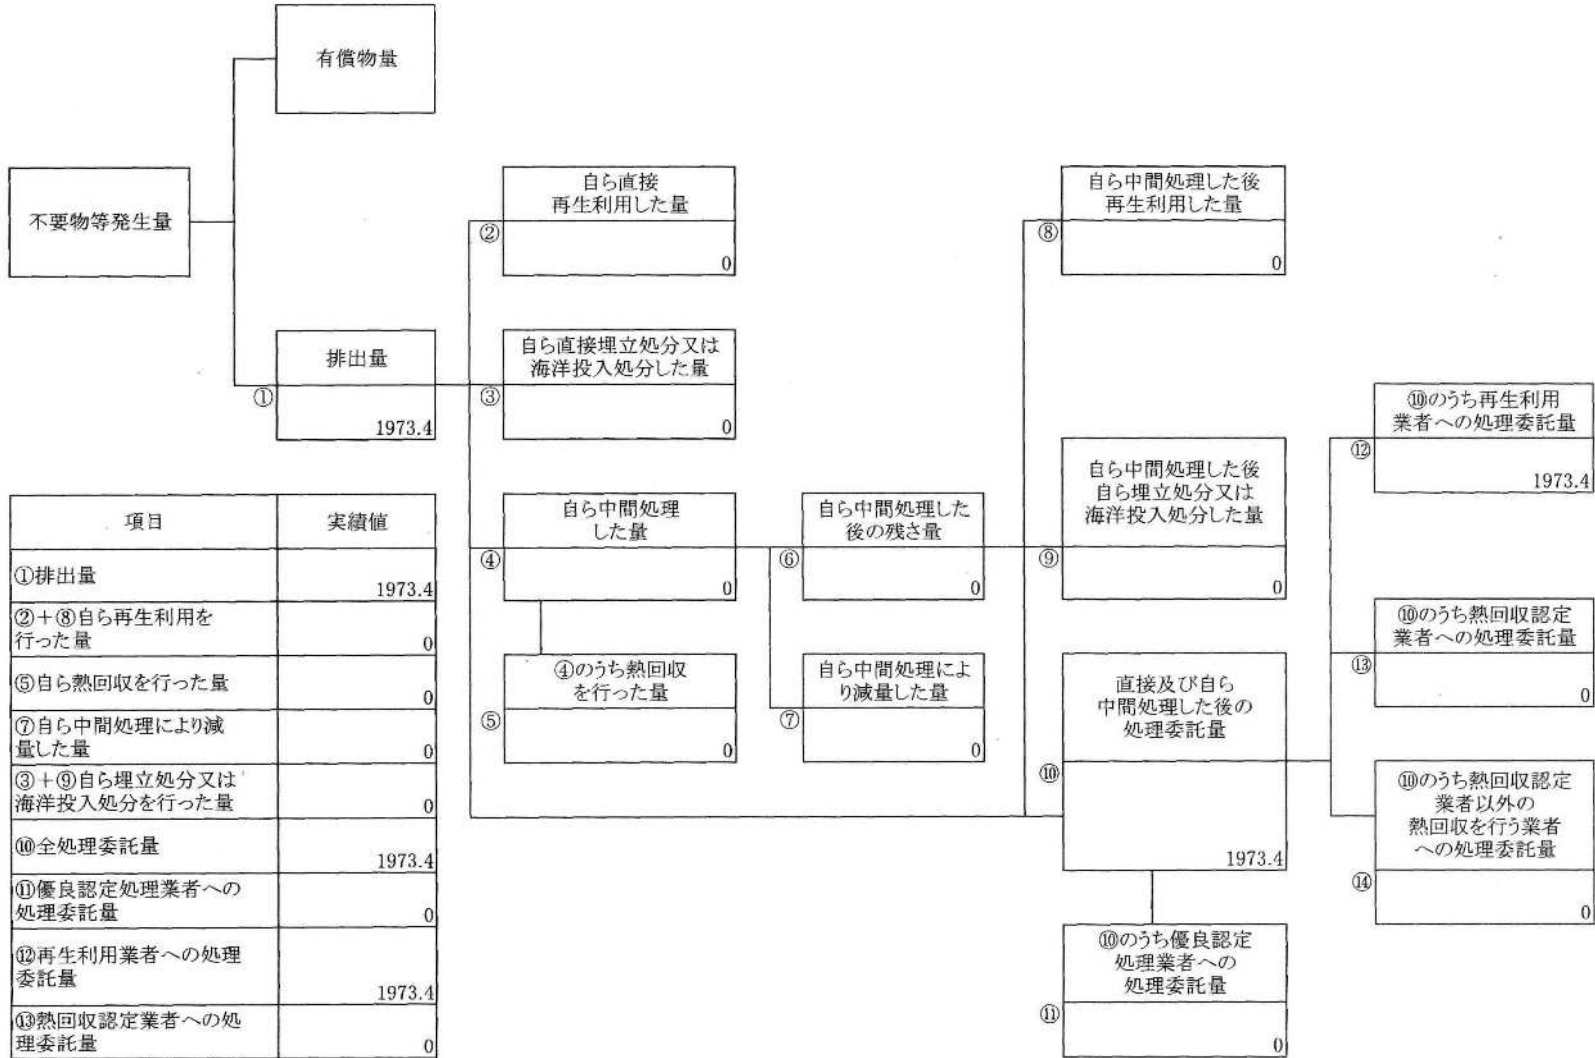 有償物量
不要物等発生量
排出量
①
1973.4
自ら直接
再生利用した量
②
0
自ら直接埋立処分又は
海洋投入処分した量
③
0
自ら中間処理
した量
④
0
④のうち熱回収
を行った量
⑤
0
自ら中間処理した
後の残さ量
⑥
0
自ら中間処理によ
り減量した量
⑦
0
自ら中間処理した後
再生利用した量
⑧
0
自ら中間処理した後
自ら埋立処分又は
海洋投入処分した量
⑨
0
直接及び自ら
中間処理した後の
処理委託量
⑩
1973.4
⑩のうち優良認定
処理業者への
処理委託量
⑪
0
⑩のうち再生利用
業者への処理委託量
⑫
1973.4
⑩のうち熱回収認定
業者への処理委託量
⑬
0
⑩のうち熱回収認定
業者以外の
熱回収を行う業者
への処理委託量
⑭
0
項目 実績値
①排出量
1973.4
②+⑧自ら再生利用を
行った量 0
⑤自ら熱回収を行った量
0
⑦自ら中間処理により減
量した量 0
③+⑨自ら埋立処分又は
海洋投入処分を行った量 0
⑩全処理委託量
1973.4
⑪優良認定処理業者への
処理委託量 0
⑫再生利用業者への処理
委託量
1973.4
⑬熱回収認定業者への処
理委託量 0